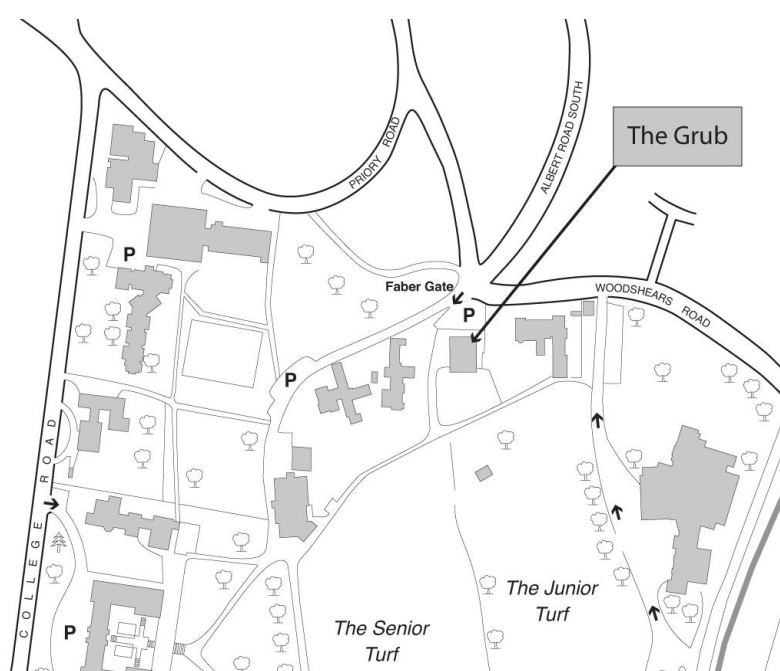 PRIORY ROAD
ALBERT ROAD SOUTH
The Grub
P
Faber Gate
P
WOODSHEARS ROAD
P
COLLEGE ROAD
The Junior
Turf
The Senior
Turf
P